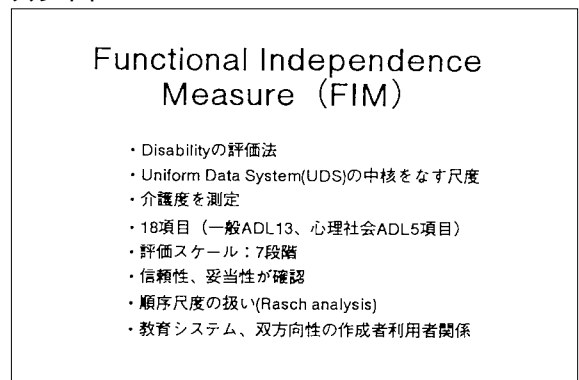 Functional Independence
Measure（FIM）
・Disabilityの評価法
・Uniform Data System(UDS)の中核をなす尺度
・介護度を測定
・18項目（一般ADL13、心理社会ADL5項目）
・評価スケール：7段階
・信頼性、妥当性が確認
・順序尺度の扱い(Rasch analysis)
・教育システム、双方向性の作成者利用者関係